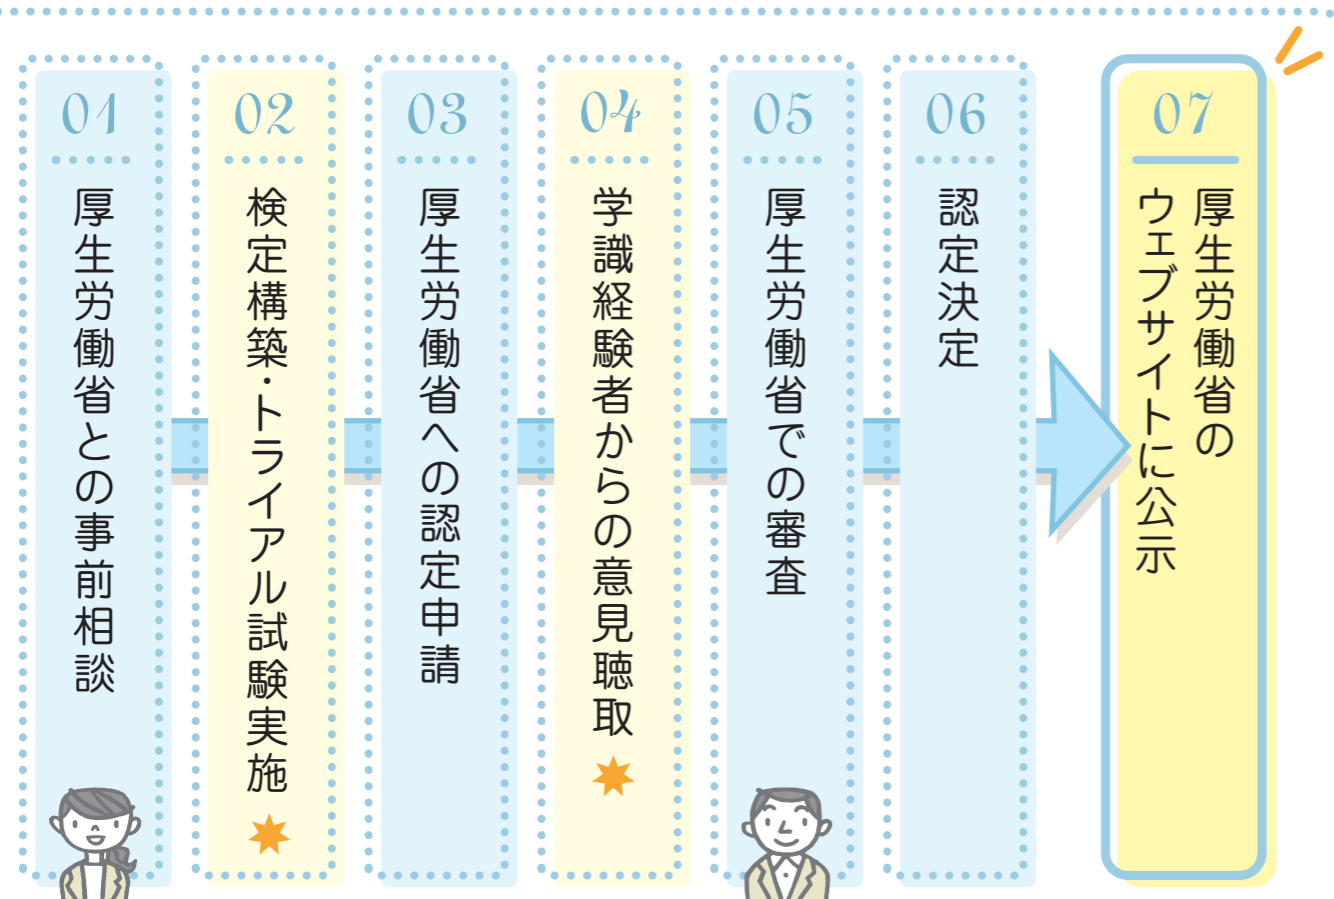 01
厚生労働省との事前相談
02
検定構築・トライアル試験実施
03
厚生労働省への認定申請
04
学識経験者からの意見聴取
05
厚生労働省での審査
06
認定決定
07
厚生労働省の
ウェブサイトに公示